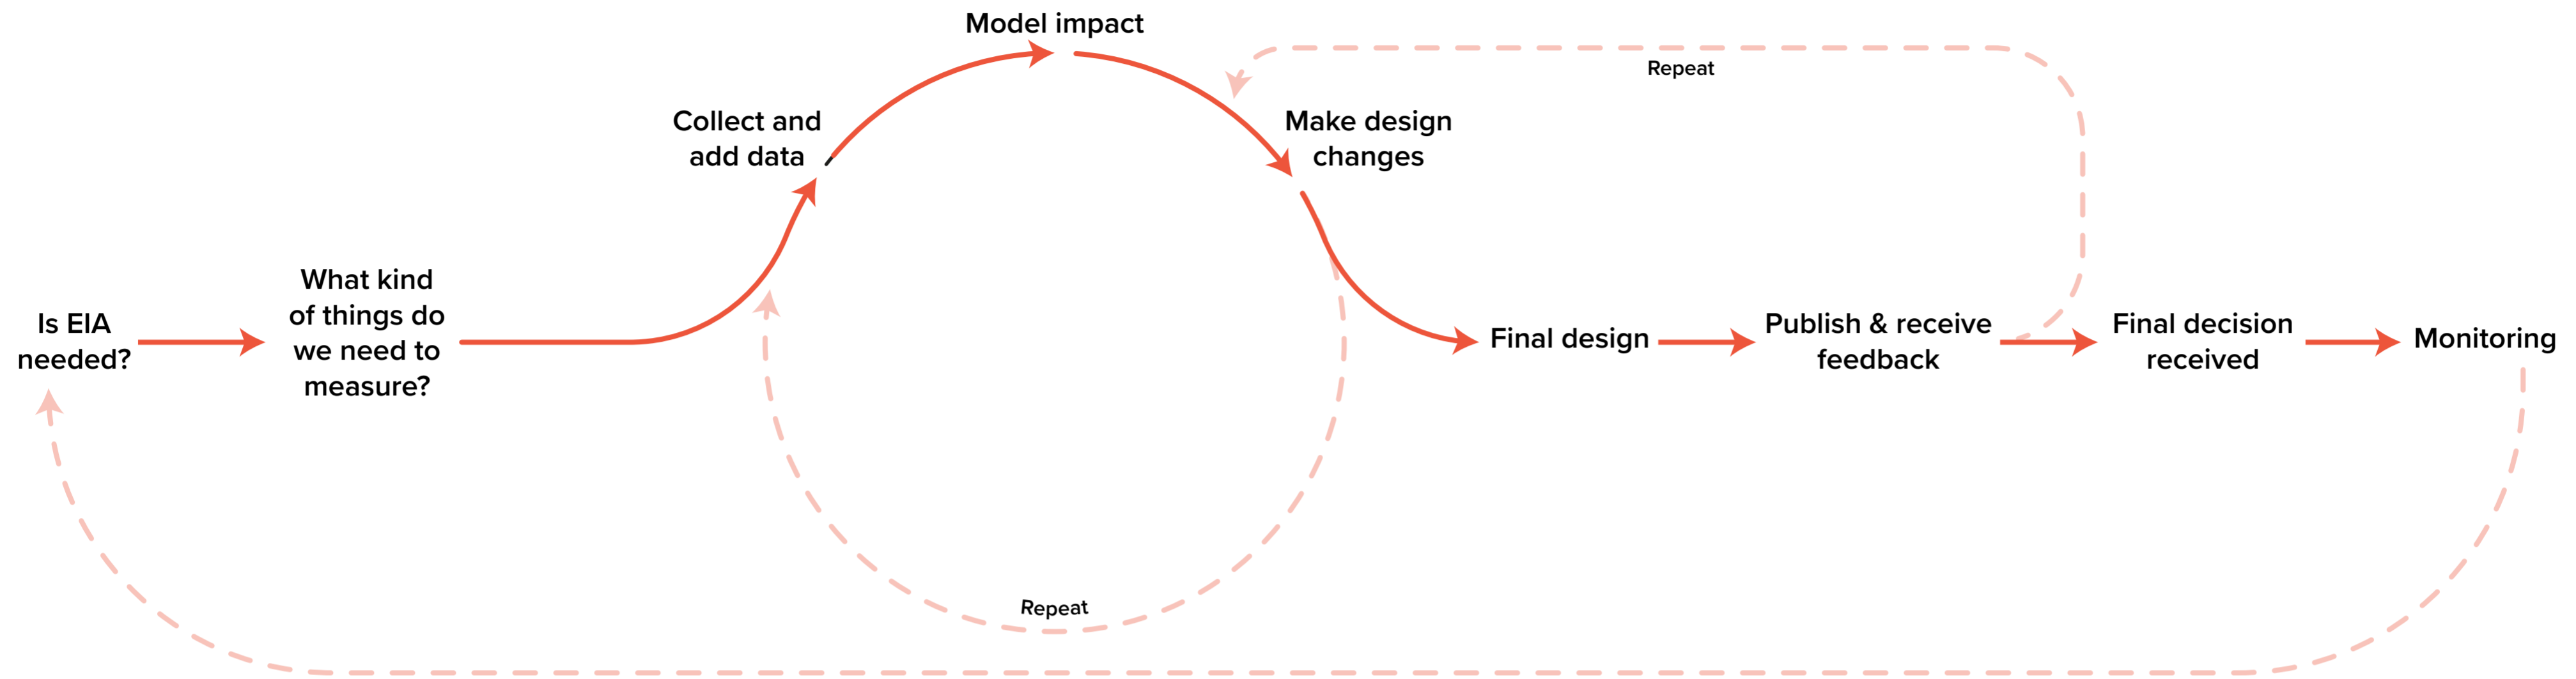 Is EIA
needed?
What kind
of things do
we need to
measure?
Collect and
add data
Model impact
Make design
changes
Repeat
Repeat
Final design
Publish & receive
feedback
Final decision
received
Monitoring